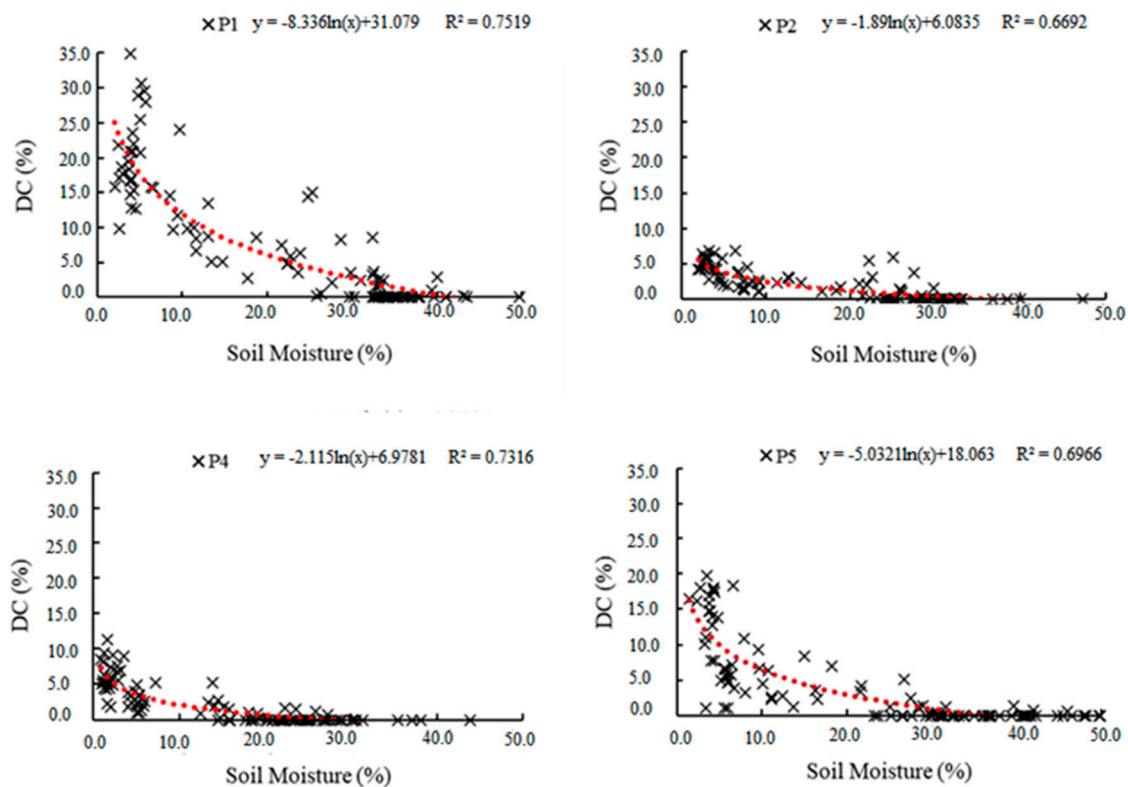 P1 y = -8.336ln(x)+31.079 R² = 0.7519
35.0
30.0
25.0
20.0
15.0
10.0
5.0
0.0
DC (%)
0.0 10.0 20.0 30.0 40.0 50.0
Soil Moisture (%)
P2 y = -1.89ln(x)+6.0835 R² = 0.6692
35.0
30.0
25.0
20.0
15.0
10.0
5.0
0.0
DC (%)
0.0 10.0 20.0 30.0 40.0 50.0
Soil Moisture (%)
P4 y = -2.115ln(x)+6.9781 R² = 0.7316
35.0
30.0
25.0
20.0
15.0
10.0
5.0
0.0
DC (%)
0.0 10.0 20.0 30.0 40.0 50.0
Soil Moisture (%)
P5 y = -5.0321ln(x)+18.063 R² = 0.6966
35.0
30.0
25.0
20.0
15.0
10.0
5.0
0.0
DC (%)
0.0 10.0 20.0 30.0 40.0 50.0
Soil Moisture (%)